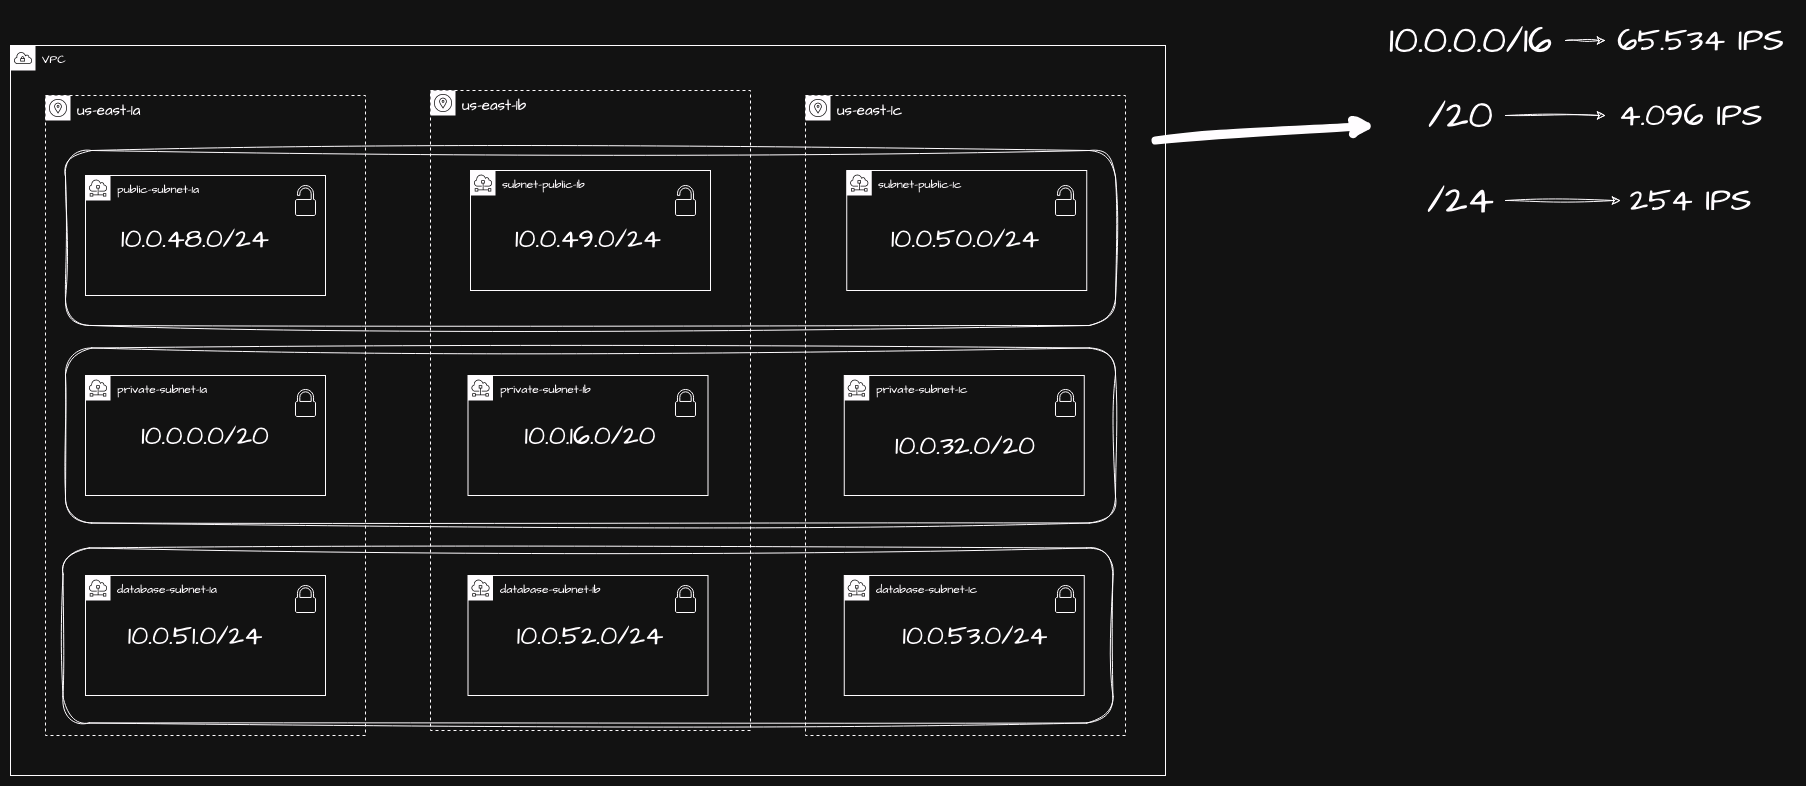 10.0.0.0/16 65.534 IPS
VPC
us-east-1a
us-east-1b
us-east-1c
/20 4.096 IPS
public-subnet-1a
subnet-public-1b
subnet-public-1c
/24 254 IPS
10.0.48.0/24
10.0.49.0/24
10.0.50.0/24
private-subnet-1a
private-subnet-1b
private-subnet-1c
10.0.0.0/20
10.0.16.0/20
10.0.32.0/20
database-subnet-1a
database-subnet-1b
database-subnet-1c
10.0.51.0/24
10.0.52.0/24
10.0.53.0/24